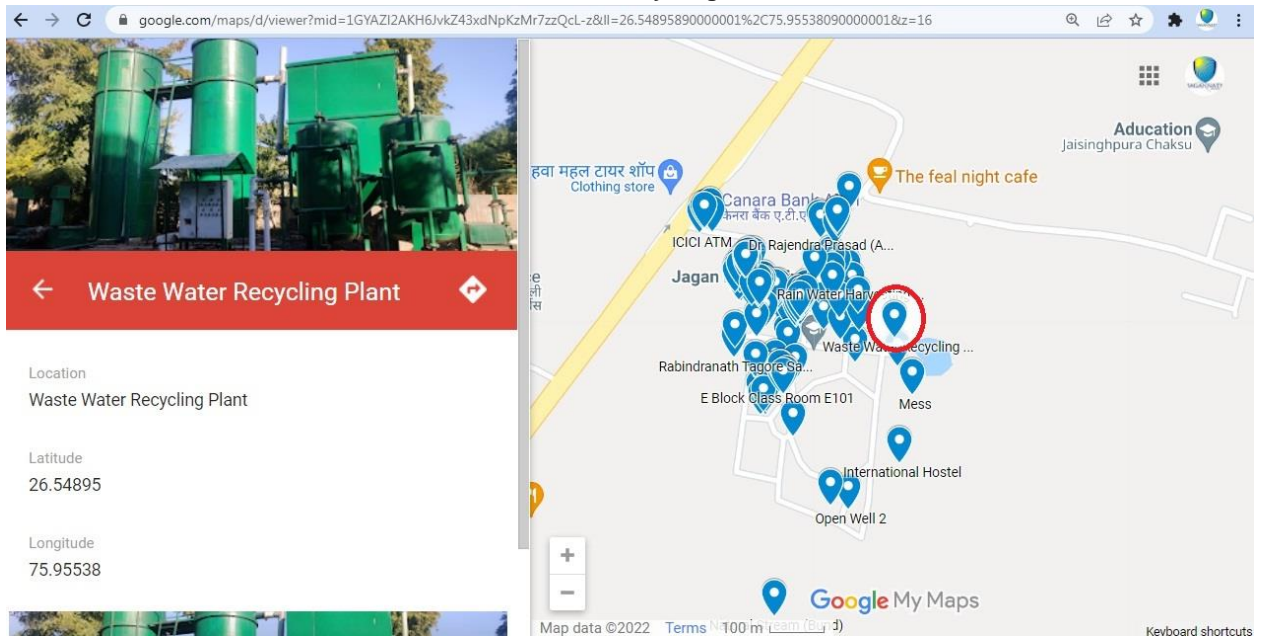 google.com/maps/d/viewer?mid=1GYAZI2AKH6JvkZ43xdNpKzMr7zzQcL-z&ll=26.54895890000001%2C75.95538090000001&z=16
Waste Water Recycling Plant
Location
Waste Water Recycling Plant
Latitude
26.54895
Longitude
75.95538
Aducation
Jaisinghpura Chaksu
हवा महल टायर शॉप
Clothing store
The feal night cafe
Canara Bank
केनरा बैंक ए.टी.ए
ICICI ATM
Dr. Rajendra Prasad (A...
Jagan
Rain Water Harvesting
Waste Water Recycling ...
Rabindranath Tagore Sa...
E Block Class Room E101
Mess
International Hostel
Open Well 2
Google My Maps
Map data ©2022 Terms 100 m
Stream (Bund)
Keyboard shortcuts